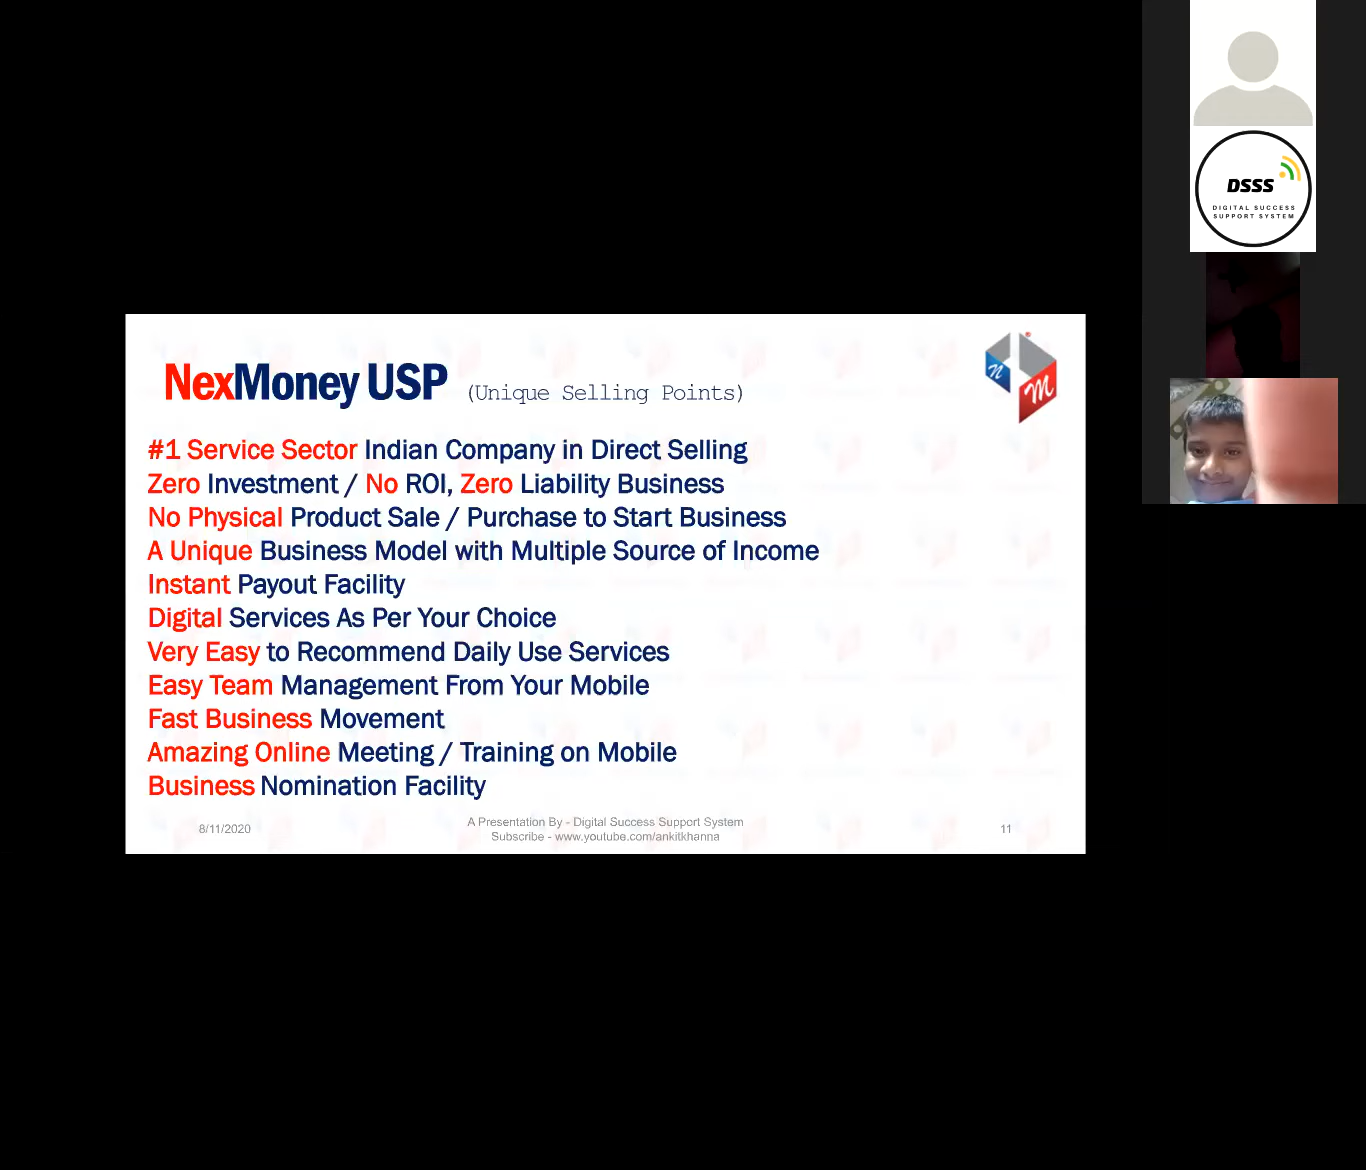 NexMoney USP (Unique Selling Points)
#1 Service Sector Indian Company in Direct Selling
Zero Investment / No ROI, Zero Liability Business
No Physical Product Sale / Purchase to Start Business
A Unique Business Model with Multiple Source of Income
Instant Payout Facility
Digital Services As Per Your Choice
Very Easy to Recommend Daily Use Services
Easy Team Management From Your Mobile
Fast Business Movement
Amazing Online Meeting / Training on Mobile
Business Nomination Facility
8/11/2020
A Presentation By - Digital Success Support System
Subscribe - www.youtube.com/ankitkhanna
11
n
m
DSSS
DIGITAL SUCCESS
SUPPORT SYSTEM